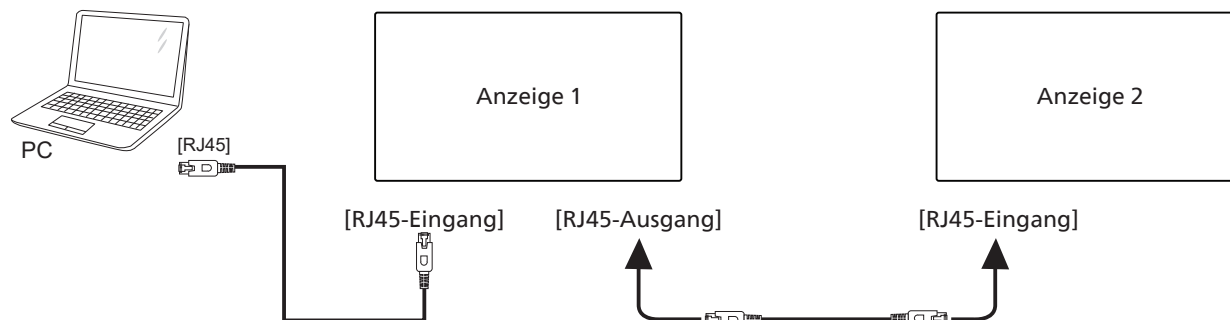 Anzeige 1
Anzeige 2
PC
[RJ45]
[RJ45-Eingang]
[RJ45-Ausgang]
[RJ45-Eingang]